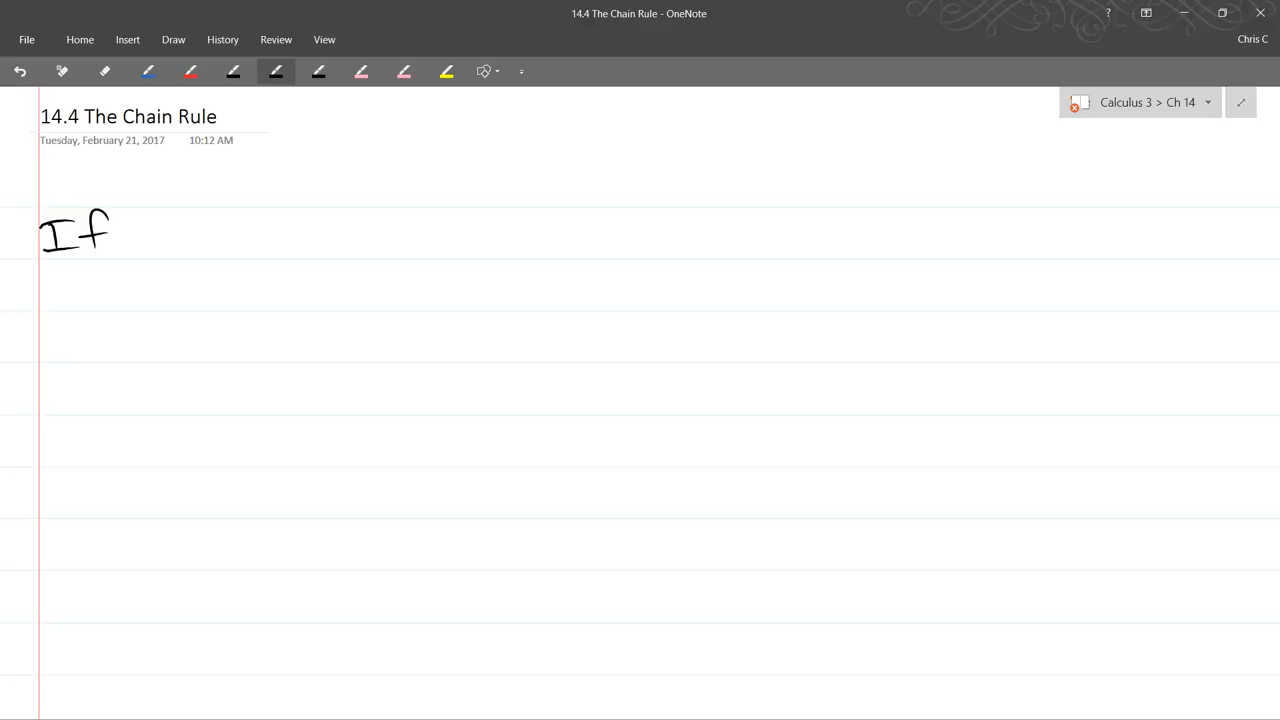 14.4 The Chain Rule - OneNote
?
File Home Insert Draw History Review View
Chris C
14.4 The Chain Rule
Calculus 3 > Ch 14
Tuesday, February 21, 2017 10:12 AM
If